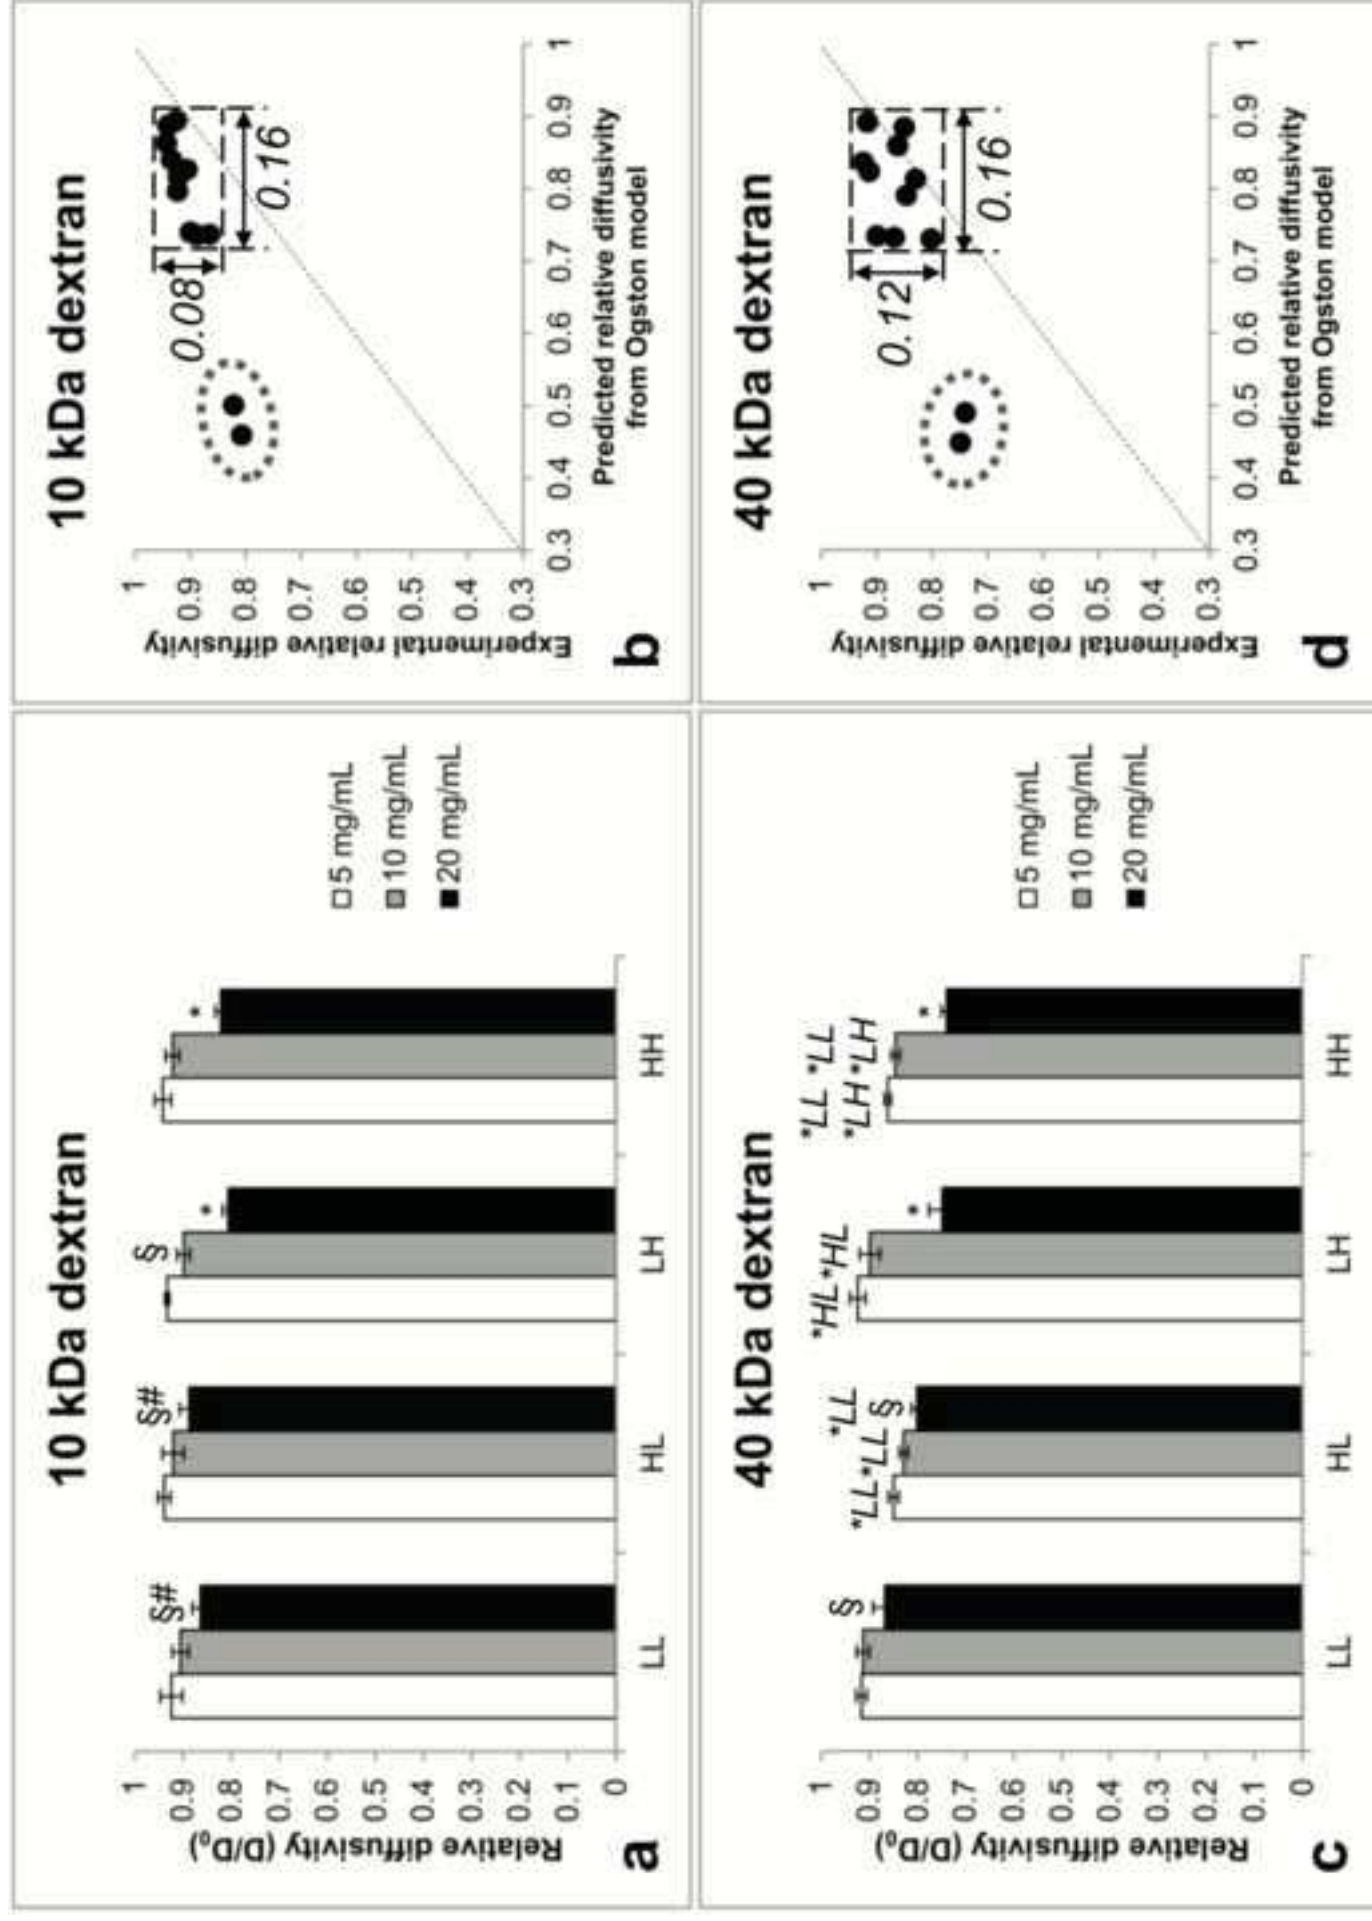 10 kDa dextran
Relative diffusivity (D/D₀)
1
0.9
0.8
0.7
0.6
0.5
0.4
0.3
0.2
0.1
0
§#
§#
§
*
*
LL
HL
LH
HH
5 mg/mL
10 mg/mL
20 mg/mL
a
10 kDa dextran
Experimental relative diffusivity
1
0.9
0.8
0.7
0.6
0.5
0.4
0.3
0.08
0.16
0.3 0.4 0.5 0.6 0.7 0.8 0.9 1
Predicted relative diffusivity
from Ogston model
b
40 kDa dextran
Relative diffusivity (D/D₀)
1
0.9
0.8
0.7
0.6
0.5
0.4
0.3
0.2
0.1
0
§
*LL *LL *LL
§
*HL *HL
*
*LL *LL
*LH *LH
*
LL
HL
LH
HH
5 mg/mL
10 mg/mL
20 mg/mL
c
40 kDa dextran
Experimental relative diffusivity
1
0.9
0.8
0.7
0.6
0.5
0.4
0.3
0.12
0.16
0.3 0.4 0.5 0.6 0.7 0.8 0.9 1
Predicted relative diffusivity
from Ogston model
d